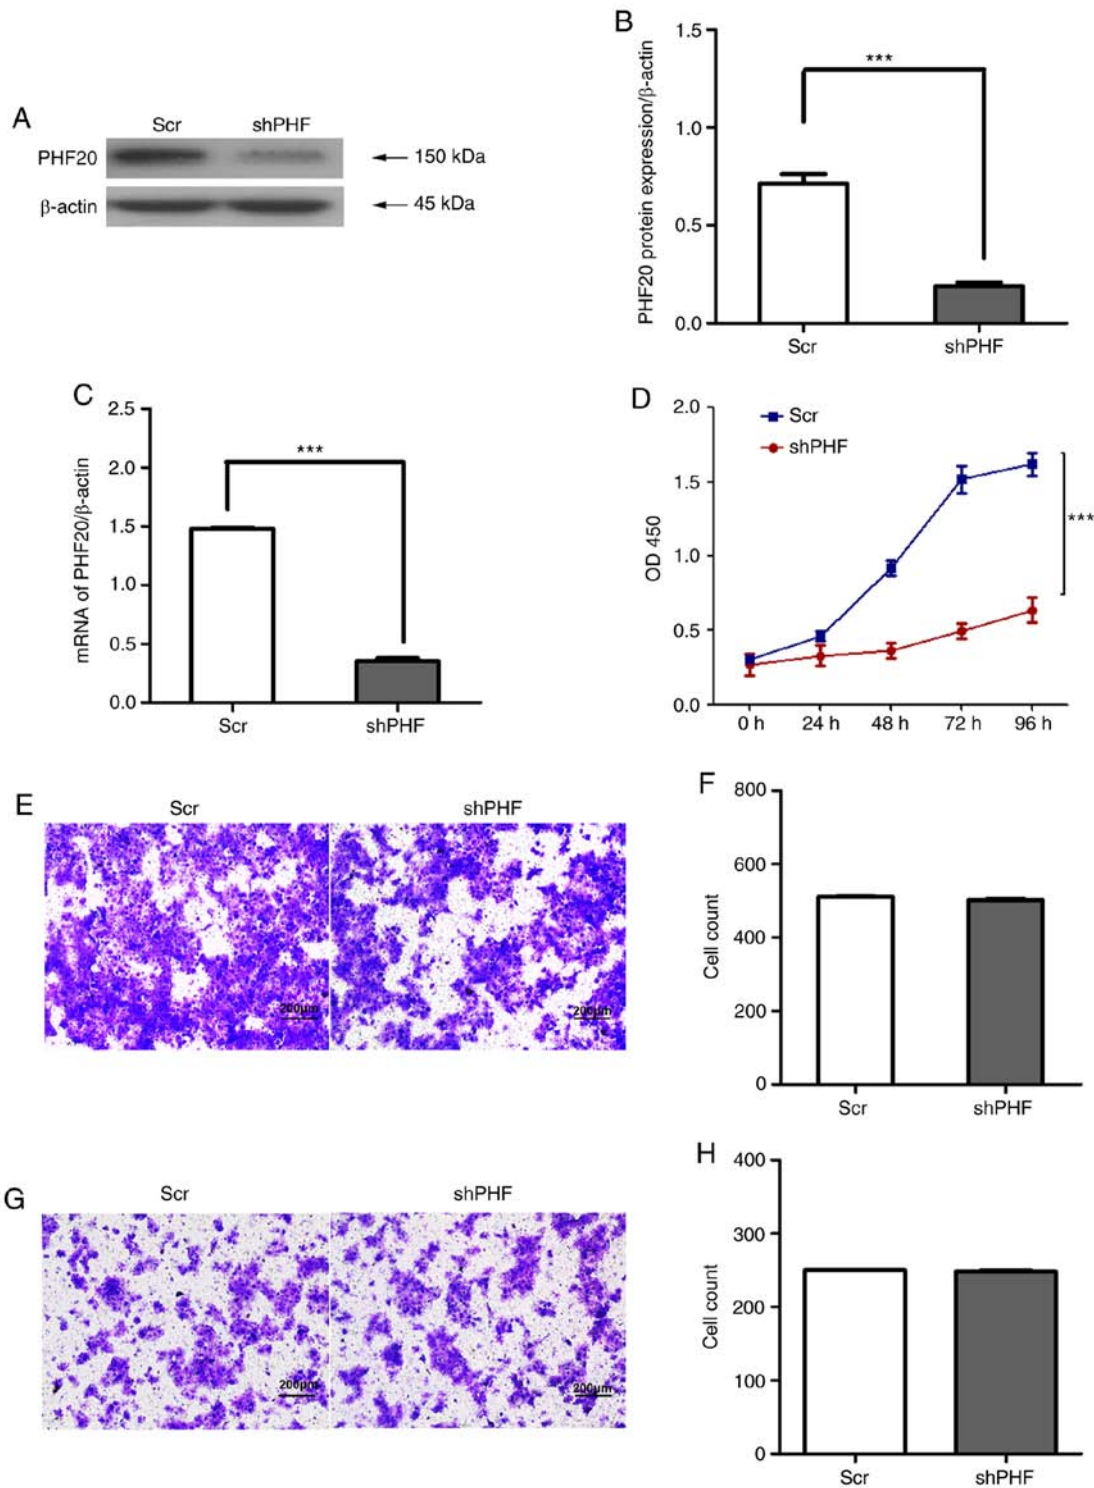 A
Scr shPHF
PHF20
150 kDa
β-actin
45 kDa
B
PHF20 protein expression/β-actin
1.5
1.0
0.5
0.0
***
Scr shPHF
C
mRNA of PHF20/β-actin
2.5
2.0
1.5
1.0
0.5
0.0
***
Scr shPHF
D
OD 450
2.0
1.5
1.0
0.5
0.0
Scr
shPHF
***
0 h 24 h 48 h 72 h 96 h
E
Scr shPHF
200µm 200µm
F
Cell count
800
600
400
200
0
Scr shPHF
G
Scr shPHF
200µm 200µm
H
Cell count
400
300
200
100
0
Scr shPHF